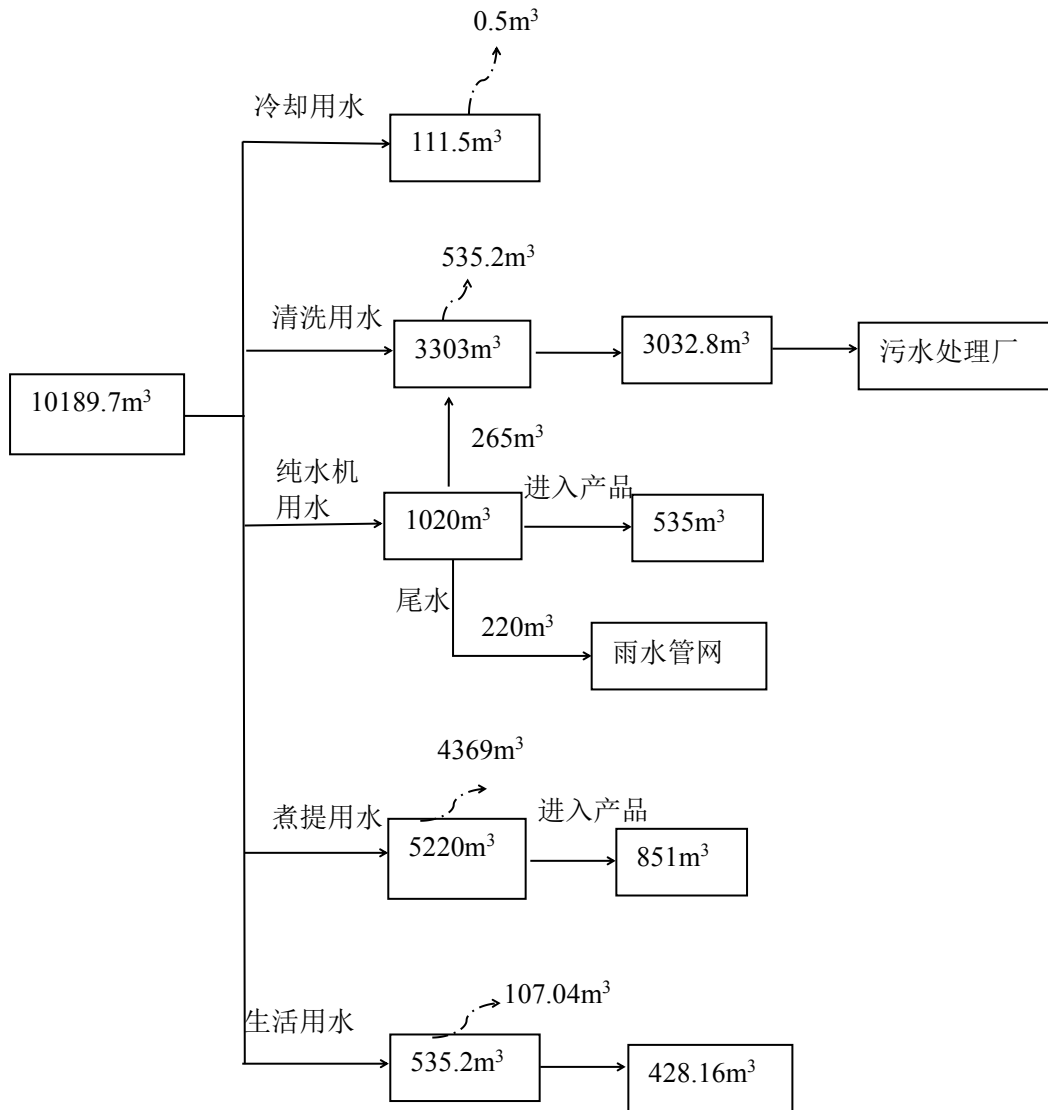 0.5m³
冷却用水
111.5m³
535.2m³
清洗用水
3303m³
3032.8m³
污水处理厂
10189.7m³
265m³
纯水机
用水
进入产品
1020m³
535m³
尾水
220m³
雨水管网
4369m³
煮提用水
进入产品
5220m³
851m³
107.04m³
生活用水
535.2m³
428.16m³